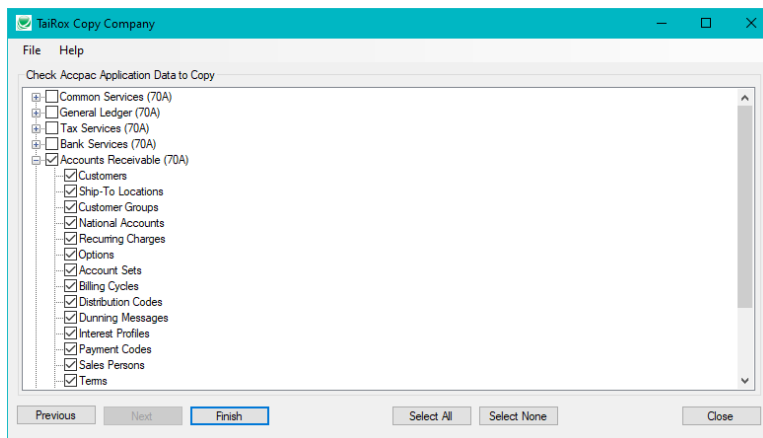 TaiRox Copy Company
File Help
Check Accpac Application Data to Copy
Common Services (70A)
General Ledger (70A)
Tax Services (70A)
Bank Services (70A)
Accounts Receivable (70A)
Customers
Ship-To Locations
Customer Groups
National Accounts
Recurring Charges
Options
Account Sets
Billing Cycles
Distribution Codes
Dunning Messages
Interest Profiles
Payment Codes
Sales Persons
Terms
Previous Next Finish Select All Select None Close